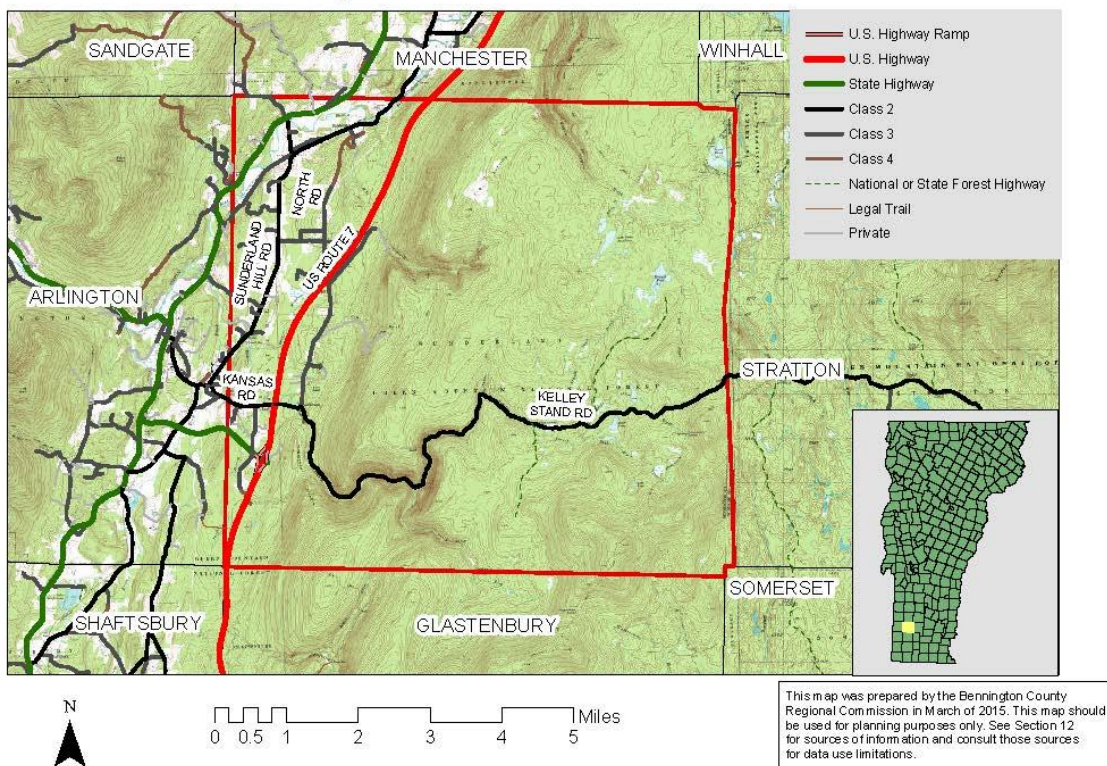 SANDGATE
MANCHESTER
WINHALL
U.S. Highway Ramp
U.S. Highway
State Highway
Class 2
Class 3
Class 4
National or State Forest Highway
Legal Trail
Private
NORTH
RD
SUNDERLAND
HILL RD
US ROUTE 7
ARLINGTON
KANSAS
RD
KELLEY
STAND RD
STRATTON
SHAFTSBURY
GLASTENBURY
SOMERSET
N
0 0.5 1 2 3 4 5
Miles
This map was prepared by the Bennington County
Regional Commission in March of 2015. This map should
be used for planning purposes only. See Section 12
for sources of information and consult those sources
for data use limitations.